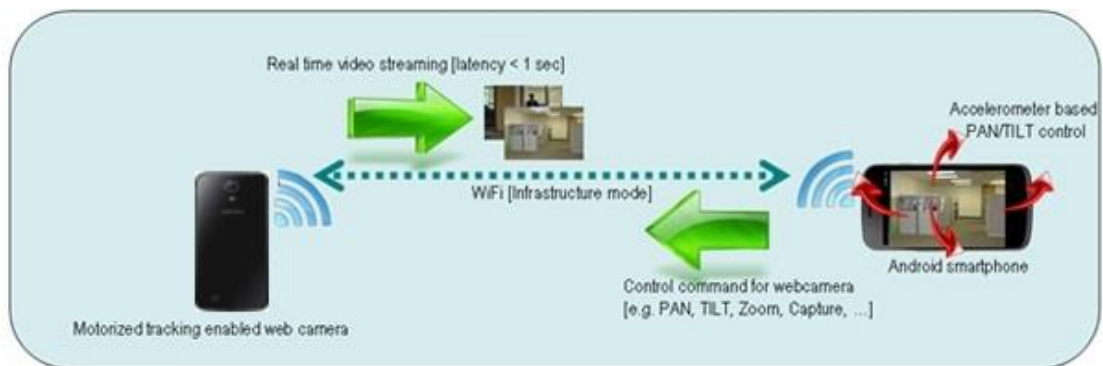 Real time video streaming [latency < 1 sec]
Accelerometer based
PAN/TILT control
WiFi [Infrastructure mode]
Android smartphone
Control command for webcamera
[e.g. PAN, TILT, Zoom, Capture, ...]
Motorized tracking enabled web camera